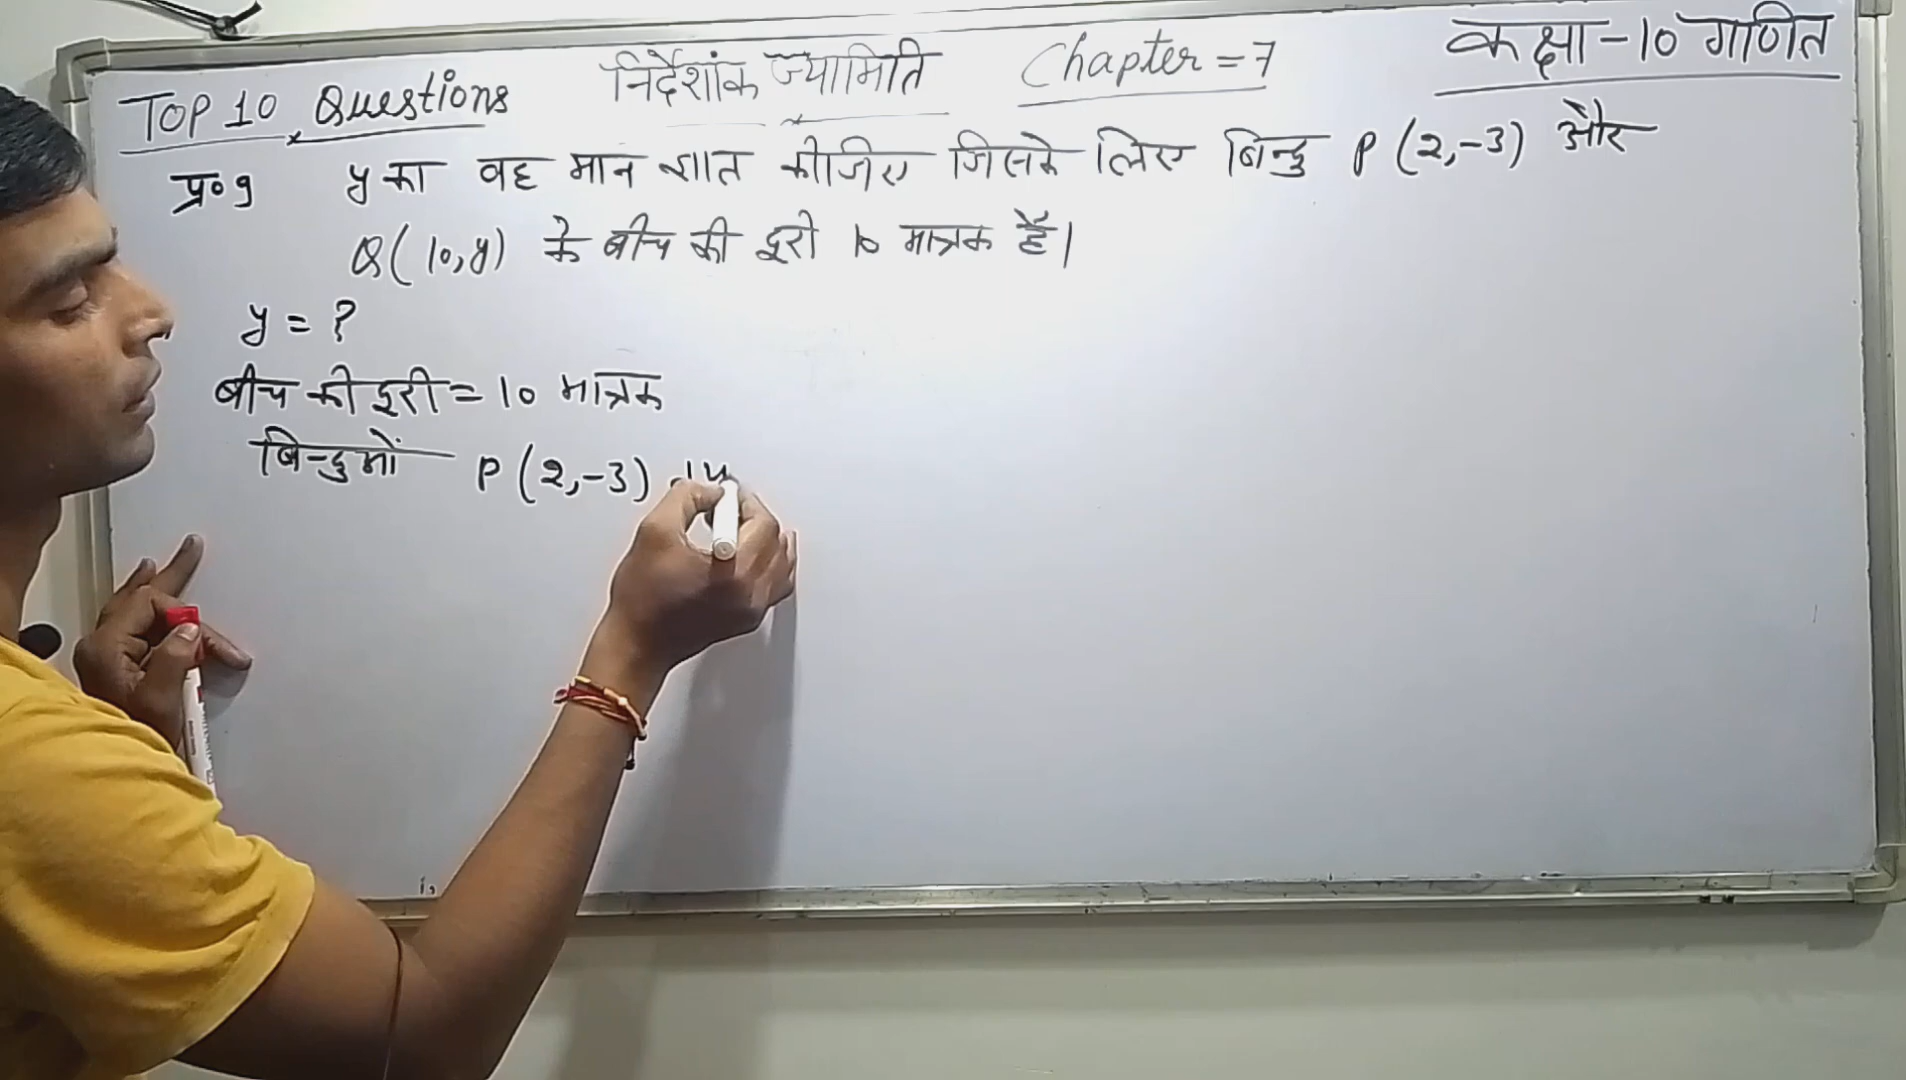 TOP 10 Questions निर्देशांक ज्यामिति Chapter = 7 कक्षा - 10 गणित
प्र०9 y का वह मान ज्ञात कीजिए जिसके लिए बिन्दु P (2,-3) और
Q( 10,y) के बीच की दूरी 10 मात्रक हैं।
y = ?
बीच की दूरी = 10 मात्रक
बिन्दुओं P (2,-3)